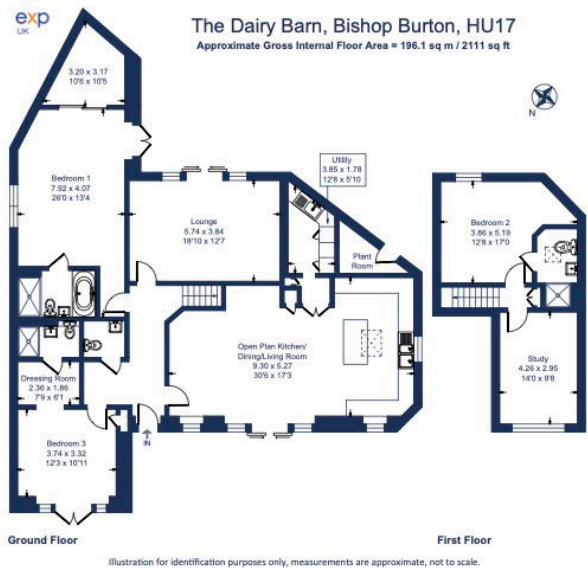 exp
UK
The Dairy Barn, Bishop Burton, HU17
Approximate Gross Internal Floor Area = 196.1 sq m / 2111 sq ft
3.20 x 3.17
10'6 x 10'5
N
Utility
3.85 x 1.78
12'8 x 5'10
Bedroom 1
7.92 x 4.07
26'0 x 13'4
Lounge
5.74 x 3.84
18'10 x 12'7
Plant
Room
Bedroom 2
3.86 x 5.19
12'8 x 17'0
Open Plan Kitchen/
Dining/Living Room
9.30 x 5.27
30'6 x 17'3
Study
4.26 x 2.95
14'0 x 9'8
Dressing Room
2.36 x 1.86
7'9 x 6'1
Bedroom 3
3.74 x 3.32
12'3 x 10'11
IN
Ground Floor
First Floor
Illustration for identification purposes only, measurements are approximate, not to scale.